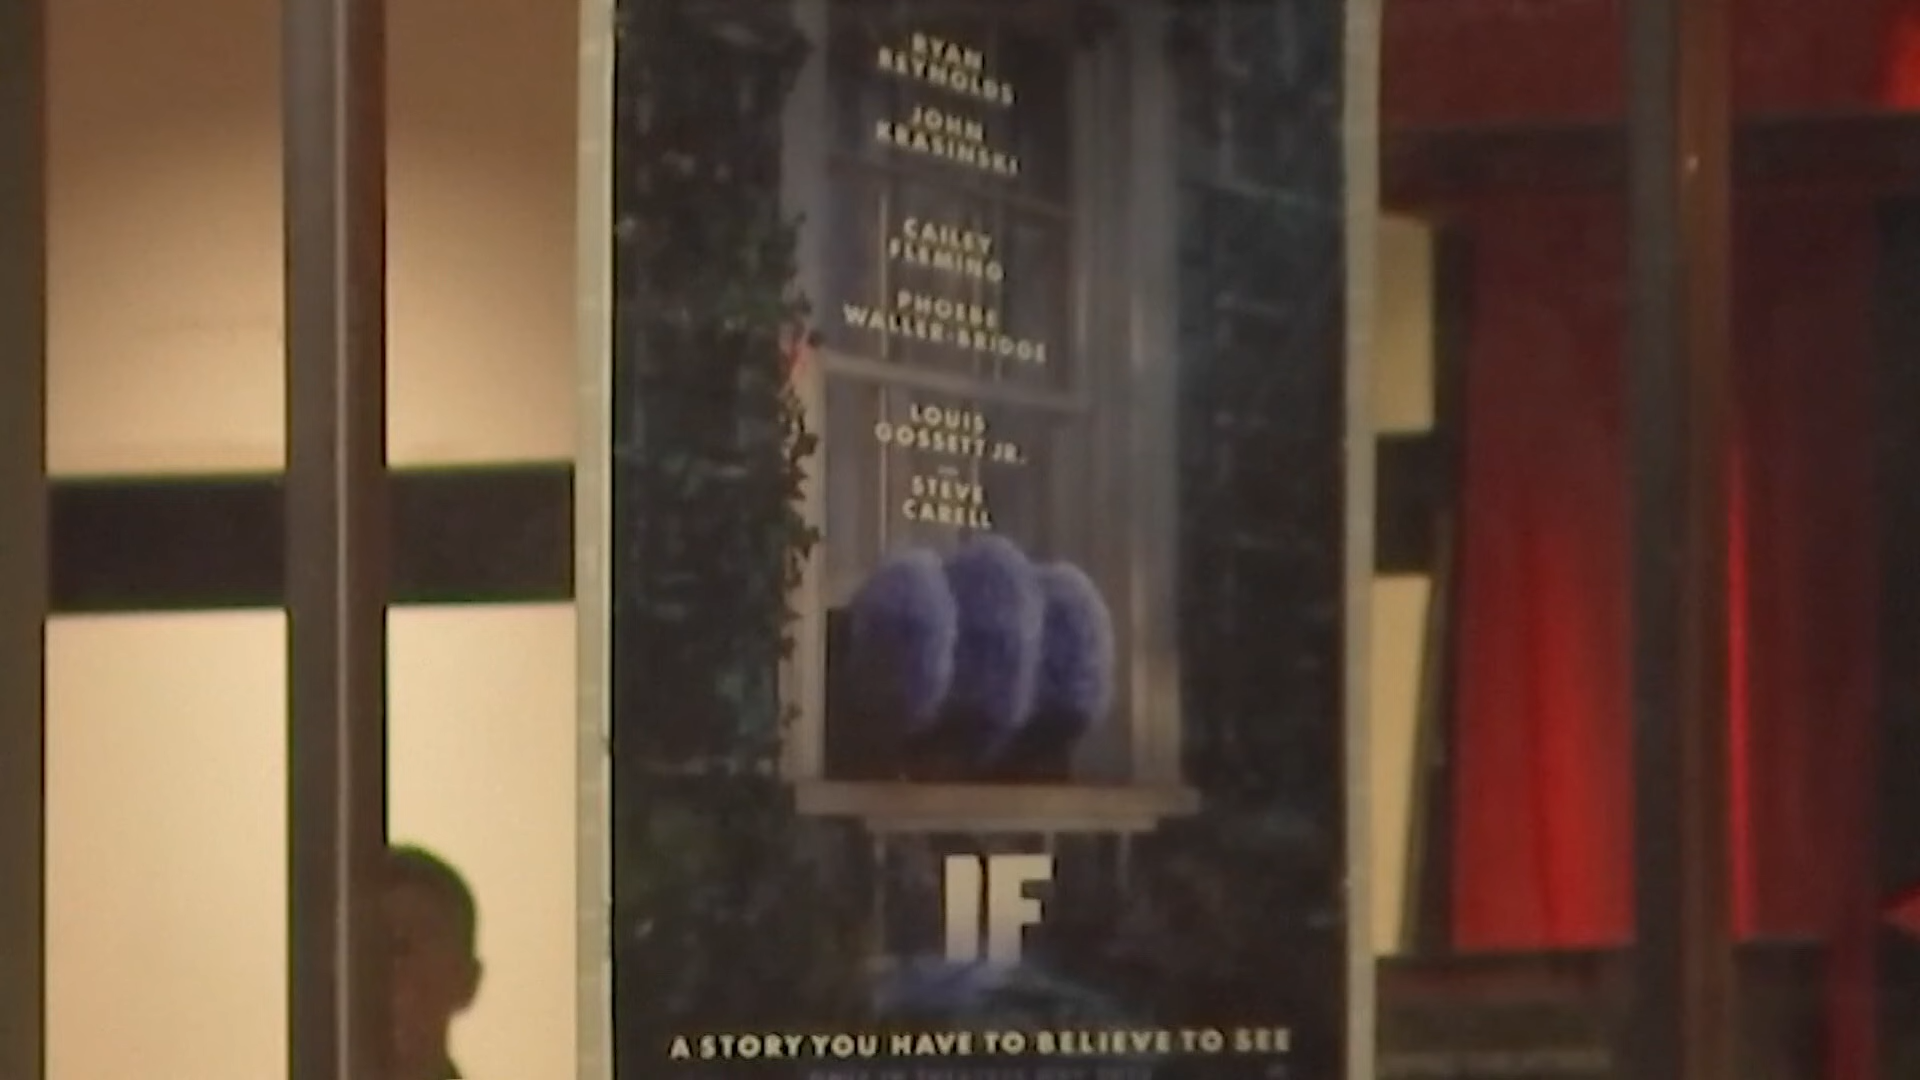 RYAN
REYNOLDS
JOHN
KRASINSKI
CAILEY
FLEMING
PHOEBE
WALLER-BRIDGE
LOUIS
GOSSETT JR.
STEVE
CARELL
IF
A STORY YOU HAVE TO BELIEVE TO SEE